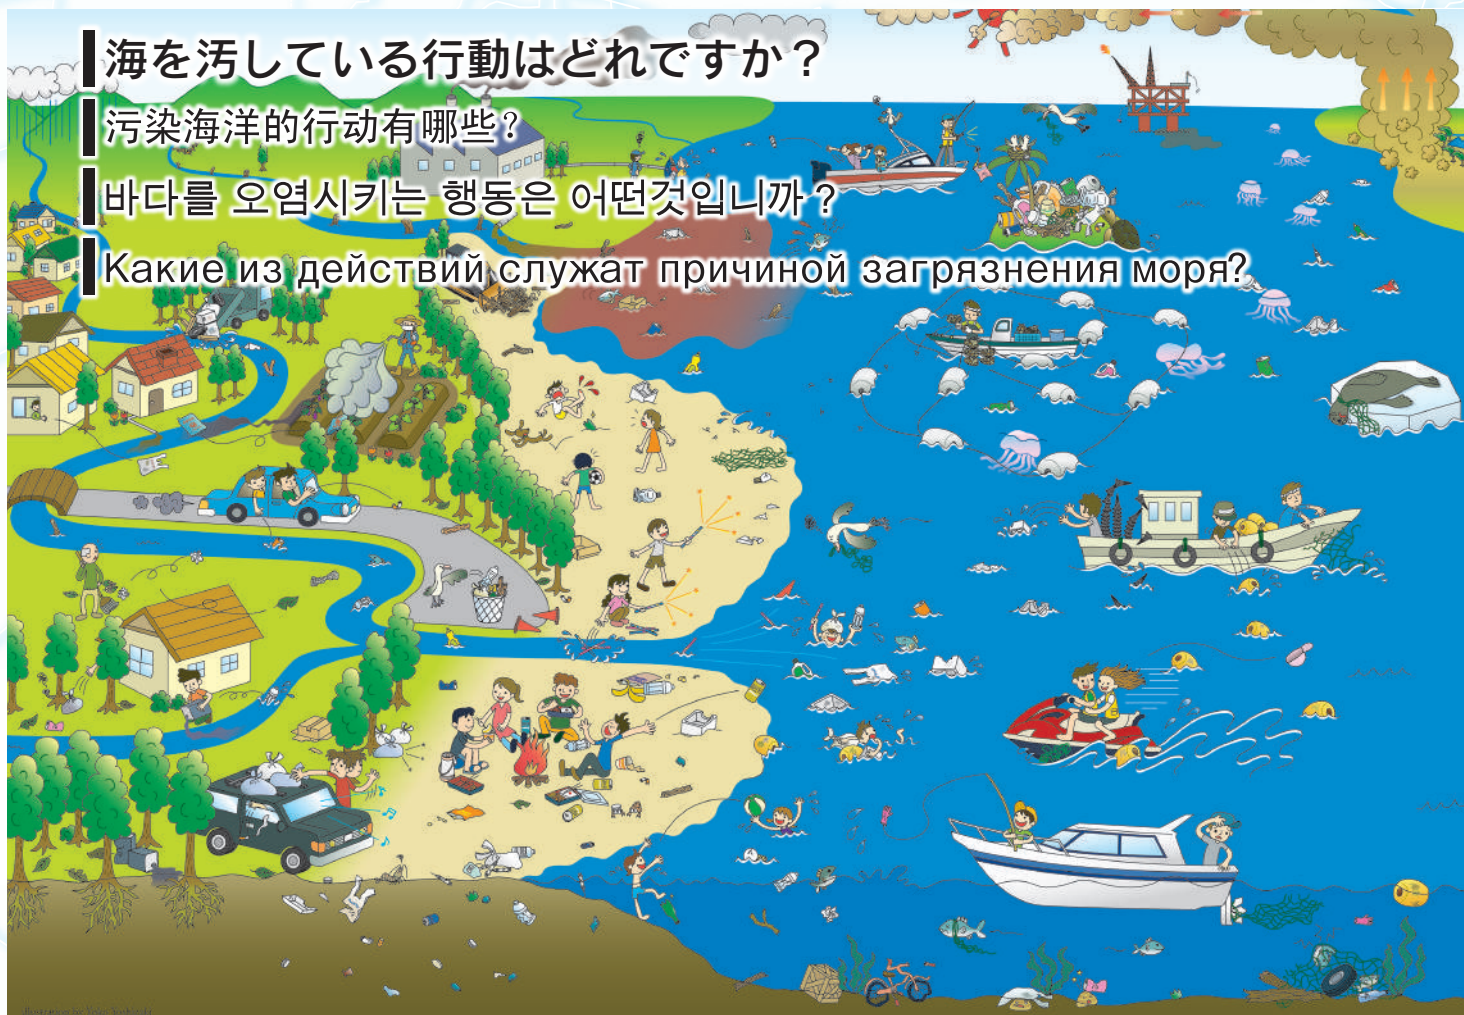 海を汚している行動はどれですか？
污染海洋的行动有哪些？
바다를 오염시키는 행동은 어떤것입니까？
Какие из действий служат причиной загрязнения моря?